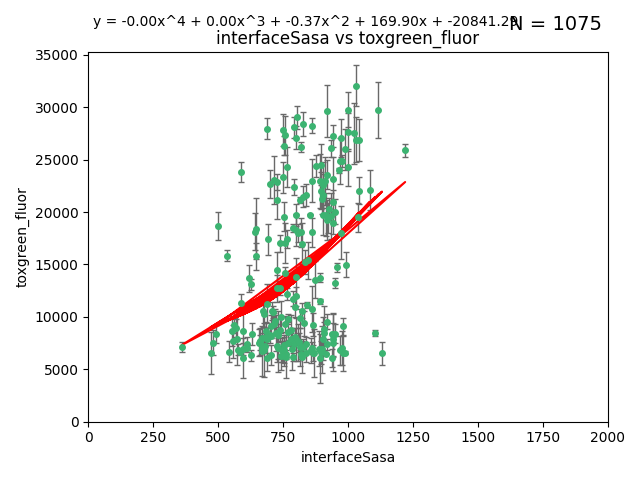 y = -0.00x^4 + 0.00x^3 + -0.37x^2 + 169.90x + -20841.29
N = 1075
interfaceSasa vs toxgreen_fluor
35000
30000
25000
20000
15000
10000
5000
0
toxgreen_fluor
0 250 500 750 1000 1250 1500 1750 2000
interfaceSasa